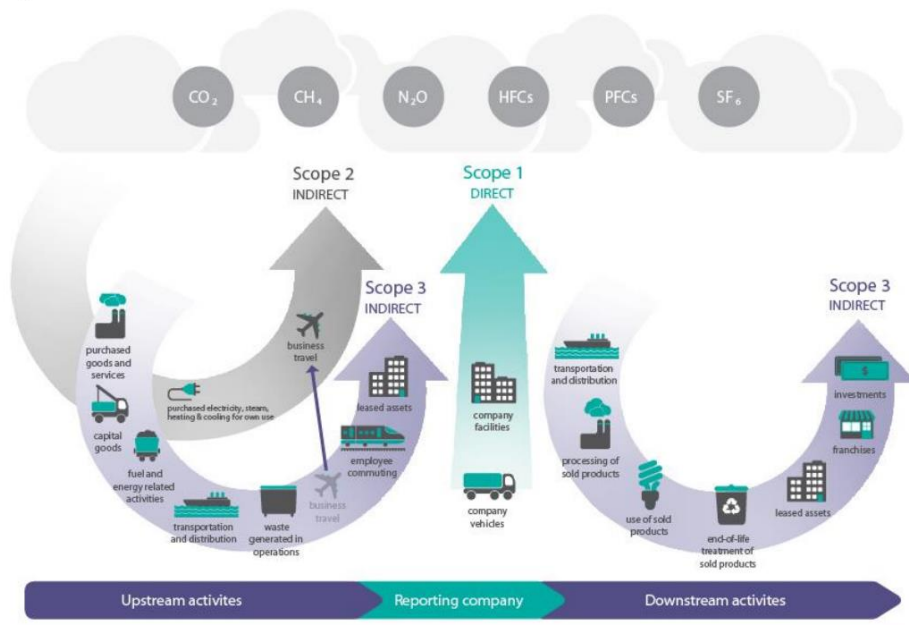 CO2
CH4
N2O
HFCs
PFCs
SF6
Scope 2
INDIRECT
Scope 1
DIRECT
Scope 3
INDIRECT
Scope 3
INDIRECT
purchased
goods and
services
capital
goods
fuel and
energy related
activities
transportation
and distribution
waste
generated in
operations
business
travel
business
travel
purchased electricity, steam,
heating & cooling for own use
employee
commuting
leased assets
company
facilities
company
vehicles
transportation
and distribution
processing of
sold products
use of sold
products
end-of-life
treatment of
sold products
leased assets
franchises
investments
$
Upstream activites
Reporting company
Downstream activites